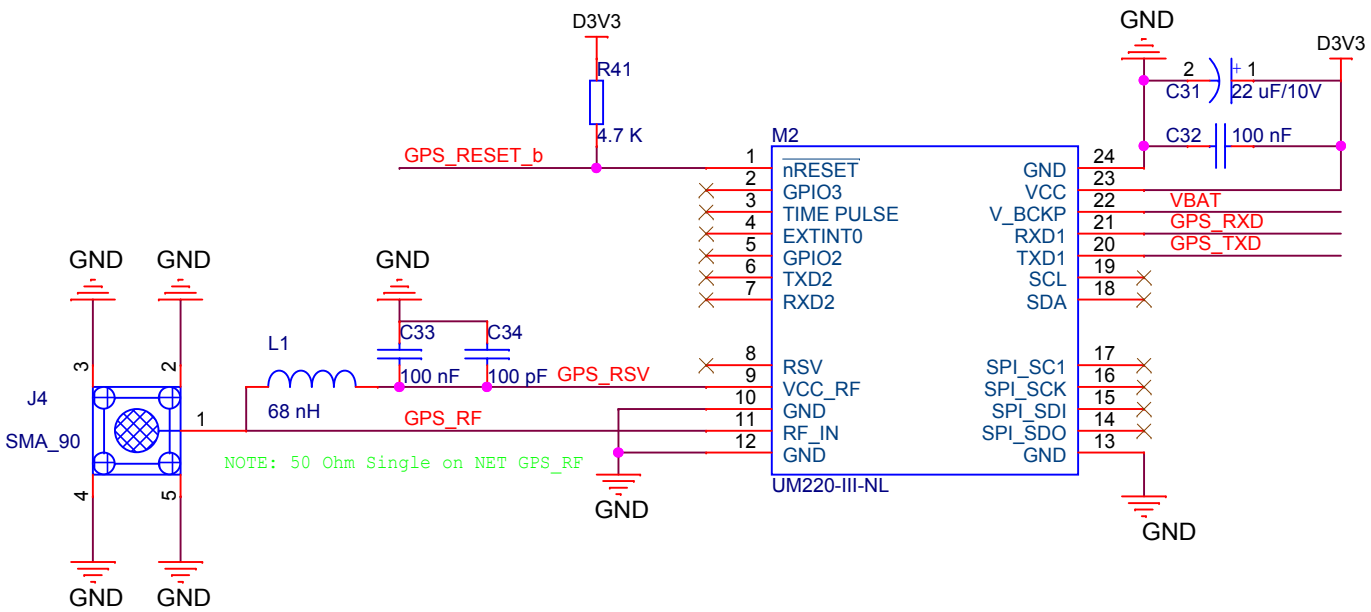 D3V3
R41
4.7 K
GPS_RESET_b
GND
D3V3
2
+ 1
C31
22 uF/10V
C32
100 nF
M2
1
nRESET
2
GPIO3
3
TIME PULSE
4
EXTINT0
5
GPIO2
6
TXD2
7
RXD2
8
RSV
9
VCC_RF
10
GND
11
RF_IN
12
GND
24
GND
23
VCC
22
V_BCKP
VBAT
21
RXD1
GPS_RXD
20
TXD1
GPS_TXD
19
SCL
18
SDA
17
SPI_SC1
16
SPI_SCK
15
SPI_SDI
14
SPI_SDO
13
GND
UM220-III-NL
GND
GND
GND
GND
L1
68 nH
C33
100 nF
C34
100 pF
GPS_RSV
GPS_RF
3
2
J4
SMA_90
1
4
5
NOTE: 50 Ohm Single on NET GPS_RF
GND
GND
GND